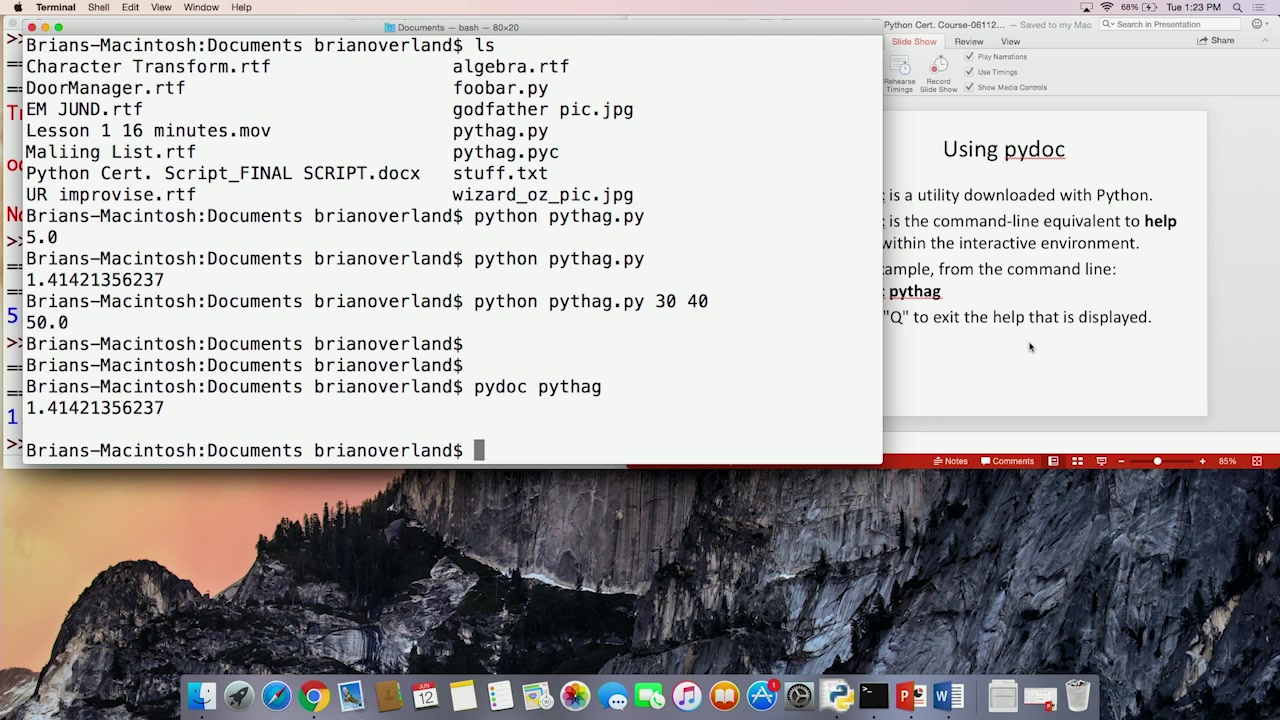 Terminal Shell Edit View Window Help 68% Tue 1:23 PM
Documents — bash — 80×20
Python Cert. Course-06112... — Saved to my Mac
Search in Presentation
Slide Show Review View Share
Rehearse Timings
Record Slide Show
Play Narrations
Use Timings
Show Media Controls
Brians-Macintosh:Documents brianoverland$ ls
Character Transform.rtf algebra.rtf
DoorManager.rtf foobar.py
EM JUND.rtf godfather pic.jpg
Lesson 1 16 minutes.mov pythag.py
Maliing List.rtf pythag.pyc
Python Cert. Script_FINAL SCRIPT.docx stuff.txt
UR improvise.rtf wizard_oz_pic.jpg
Brians-Macintosh:Documents brianoverland$ python pythag.py
5.0
Brians-Macintosh:Documents brianoverland$ python pythag.py
1.41421356237
Brians-Macintosh:Documents brianoverland$ python pythag.py 30 40
50.0
Brians-Macintosh:Documents brianoverland$
Brians-Macintosh:Documents brianoverland$
Brians-Macintosh:Documents brianoverland$ pydoc pythag
1.41421356237
Brians-Macintosh:Documents brianoverland$
Using pydoc
is a utility downloaded with Python.
is the command-line equivalent to help
within the interactive environment.
ample, from the command line:
pythag
"Q" to exit the help that is displayed.
>>
==
Tr
oc
No
>>
==
==
5
>>
==
==
1
>>
Notes Comments 85%
JUN
12
1